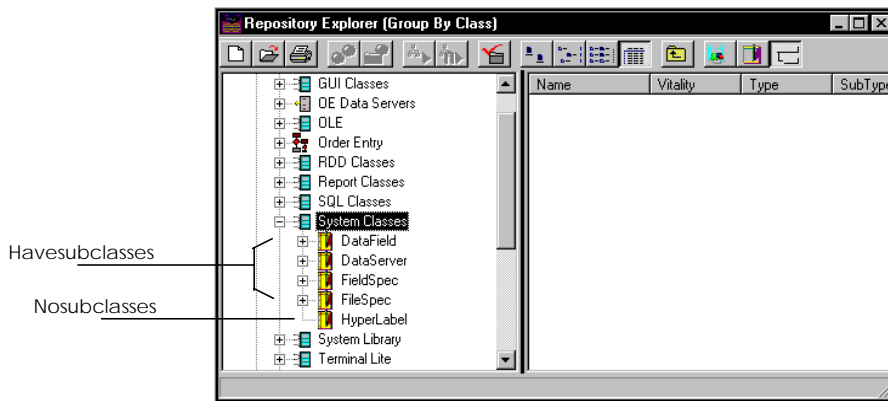 Repository Explorer (Group By Class)
Name Vitality Type SubType
GUI Classes
OE Data Servers
OLE
Order Entry
RDD Classes
Report Classes
SQL Classes
System Classes
DataField
DataServer
FieldSpec
FileSpec
HyperLabel
System Library
Terminal Lite
Havesubclasses
Nosubclasses